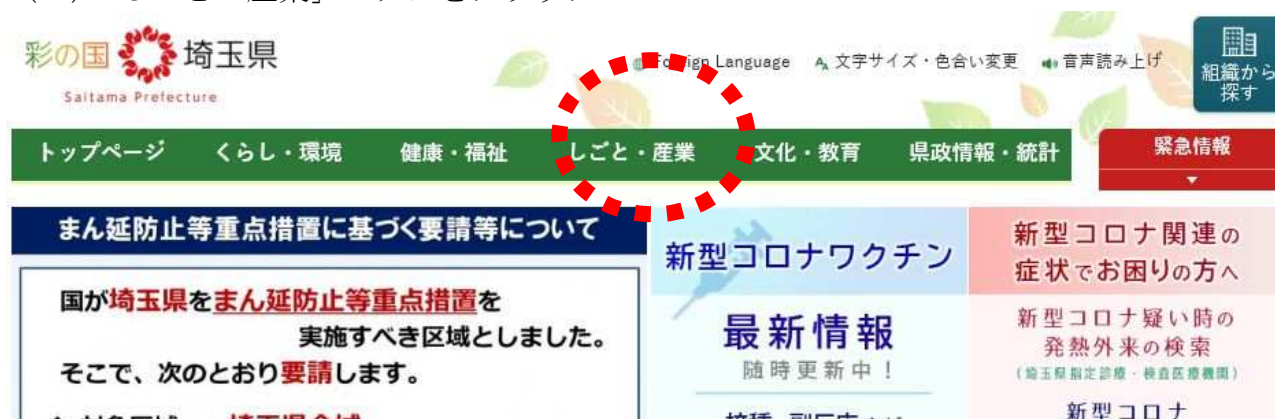 彩の国 埼玉県
Saitama Prefecture
Foreign Language 文字サイズ・色合い変更 音声読み上げ
組織から
探す
トップページ くらし・環境 健康・福祉 しごと・産業 文化・教育 県政情報・統計 緊急情報
まん延防止等重点措置に基づく要請等について
国が埼玉県をまん延防止等重点措置を
実施すべき区域としました。
そこで、次のとおり要請します。
新型コロナワクチン
最新情報
随時更新中！
新型コロナ関連の
症状でお困りの方へ
新型コロナ疑い時の
発熱外来の検索
(埼玉県指定診療・検査医療機関)
新型コロナ